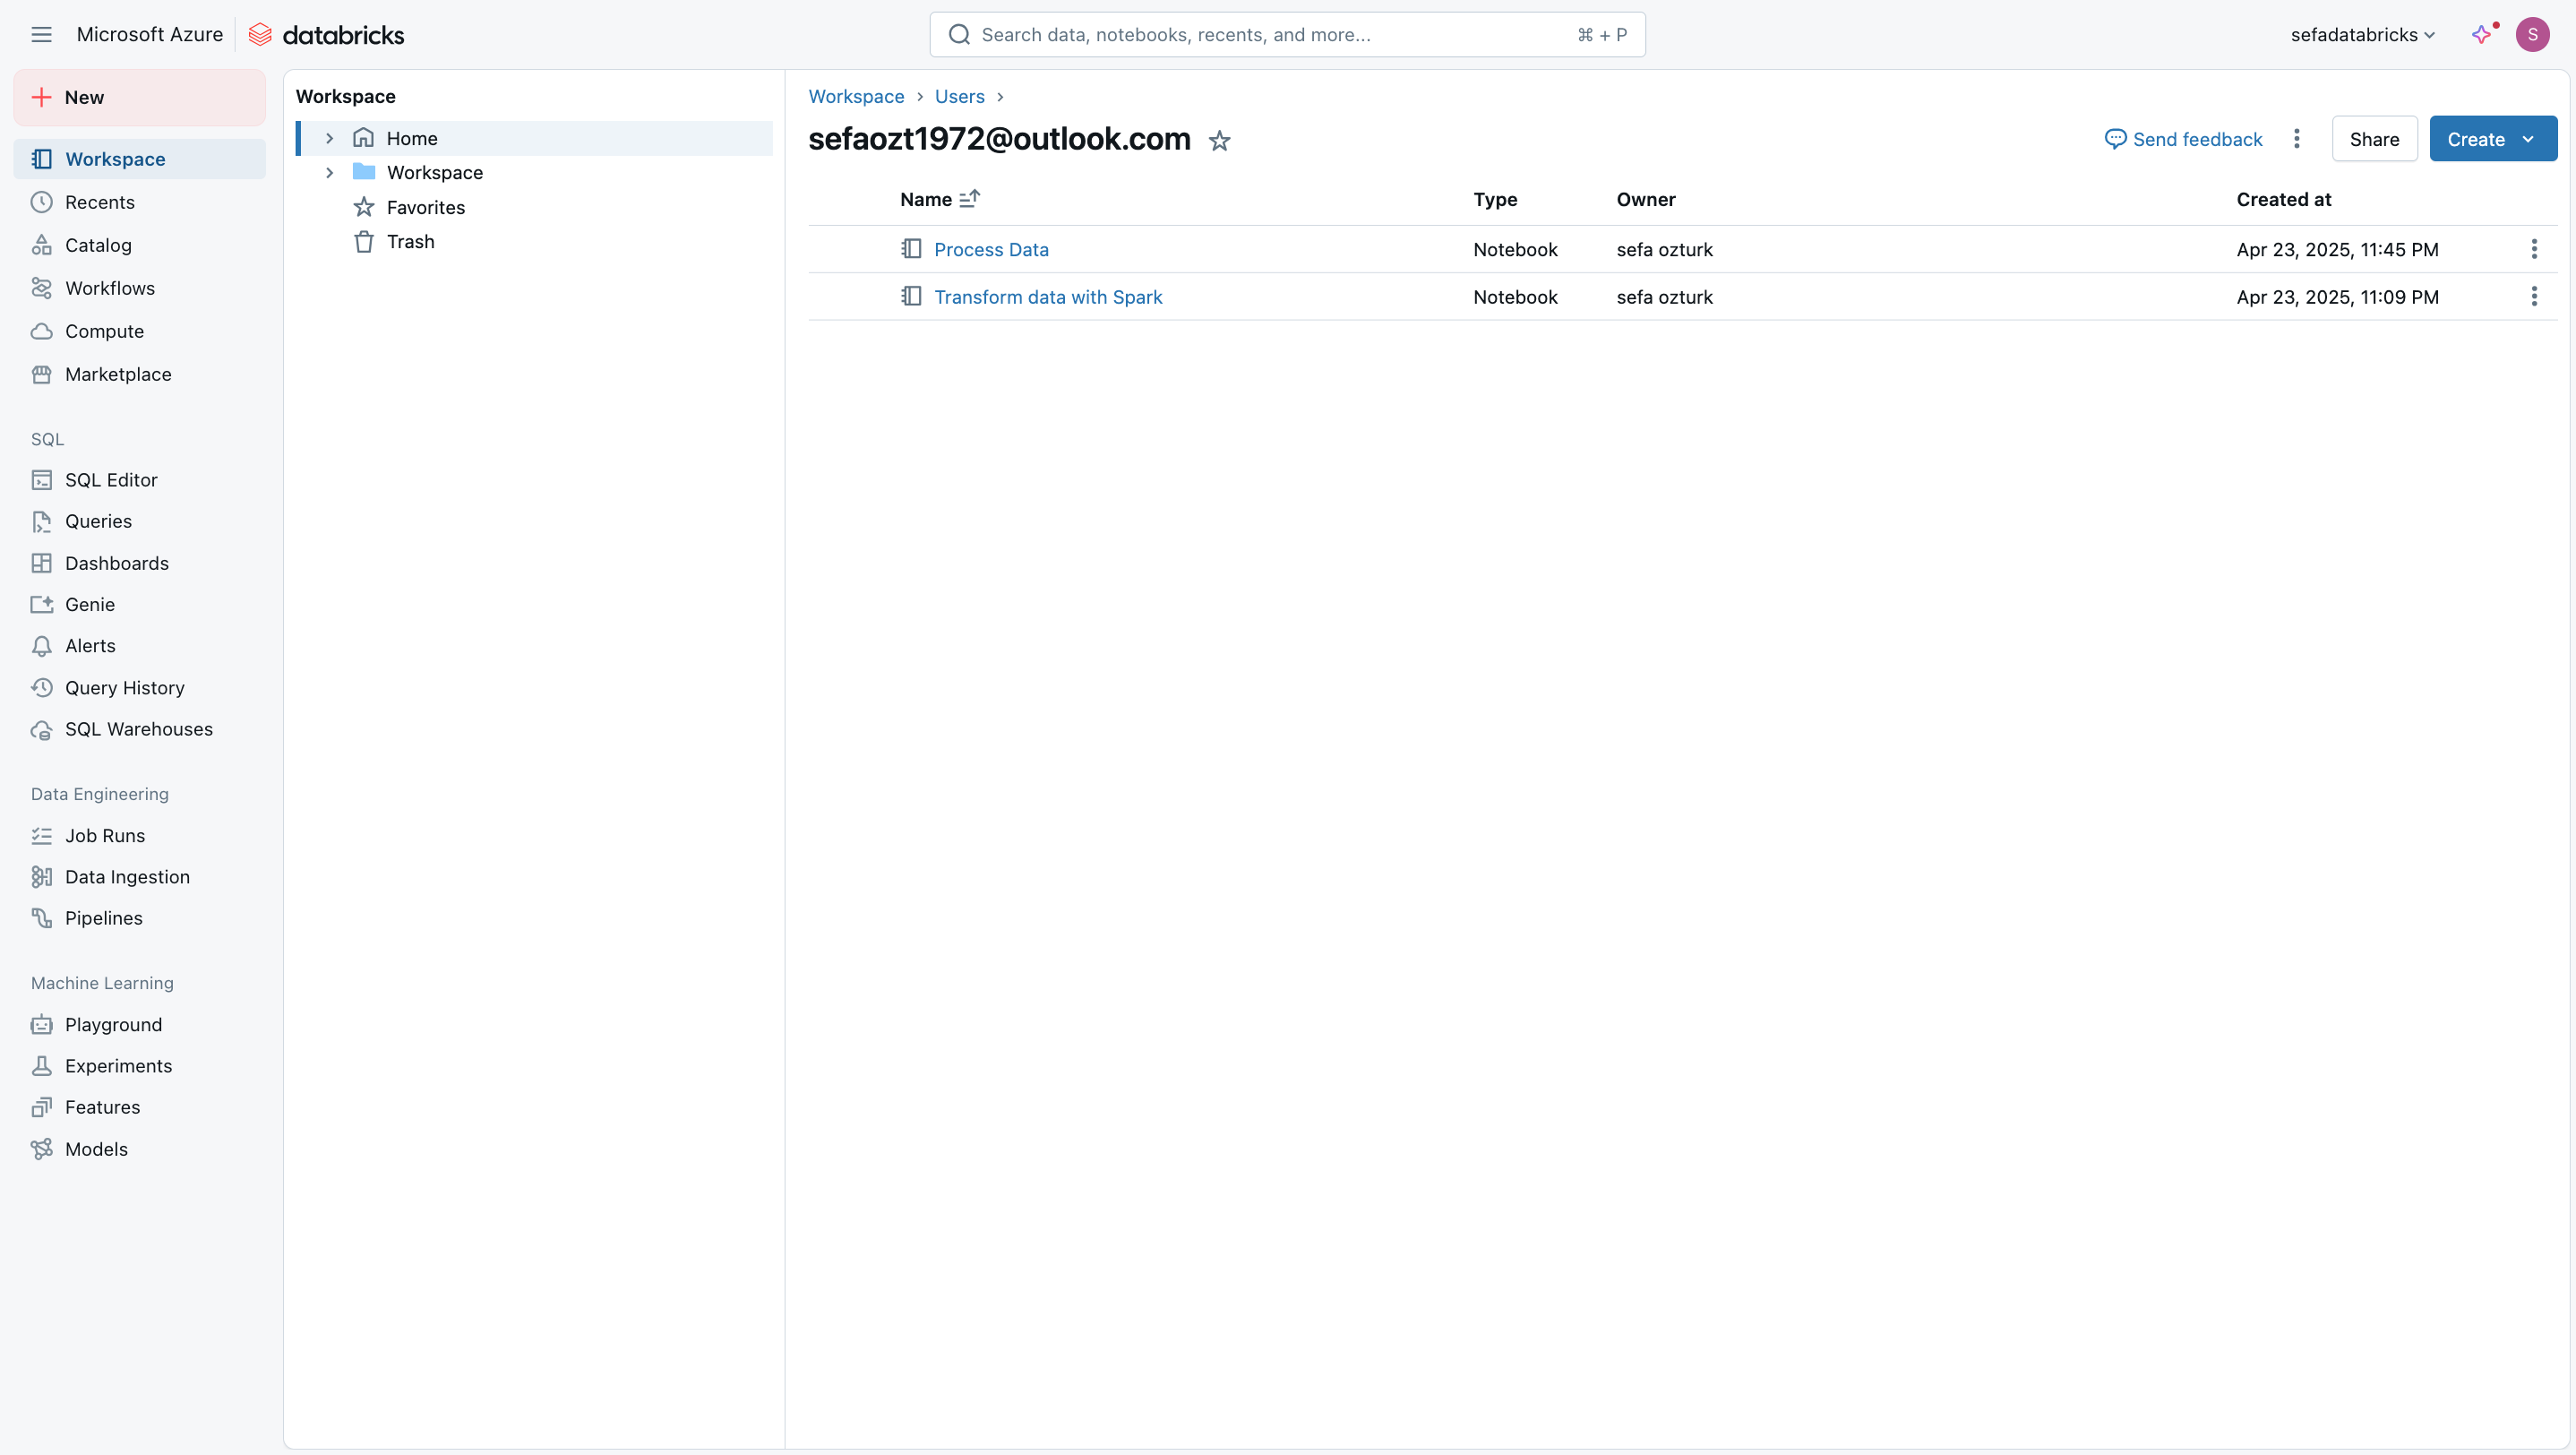 Microsoft Azure databricks
Search data, notebooks, recents, and more... ⌘ + P
sefadatabricks
S
New
Workspace
Recents
Catalog
Workflows
Compute
Marketplace
SQL
SQL Editor
Queries
Dashboards
Genie
Alerts
Query History
SQL Warehouses
Data Engineering
Job Runs
Data Ingestion
Pipelines
Machine Learning
Playground
Experiments
Features
Models
Workspace
Home
Workspace
Favorites
Trash
Workspace > Users >
sefaozt1972@outlook.com
Send feedback
Share
Create
Name Type Owner Created at
Process Data Notebook sefa ozturk Apr 23, 2025, 11:45 PM
Transform data with Spark Notebook sefa ozturk Apr 23, 2025, 11:09 PM